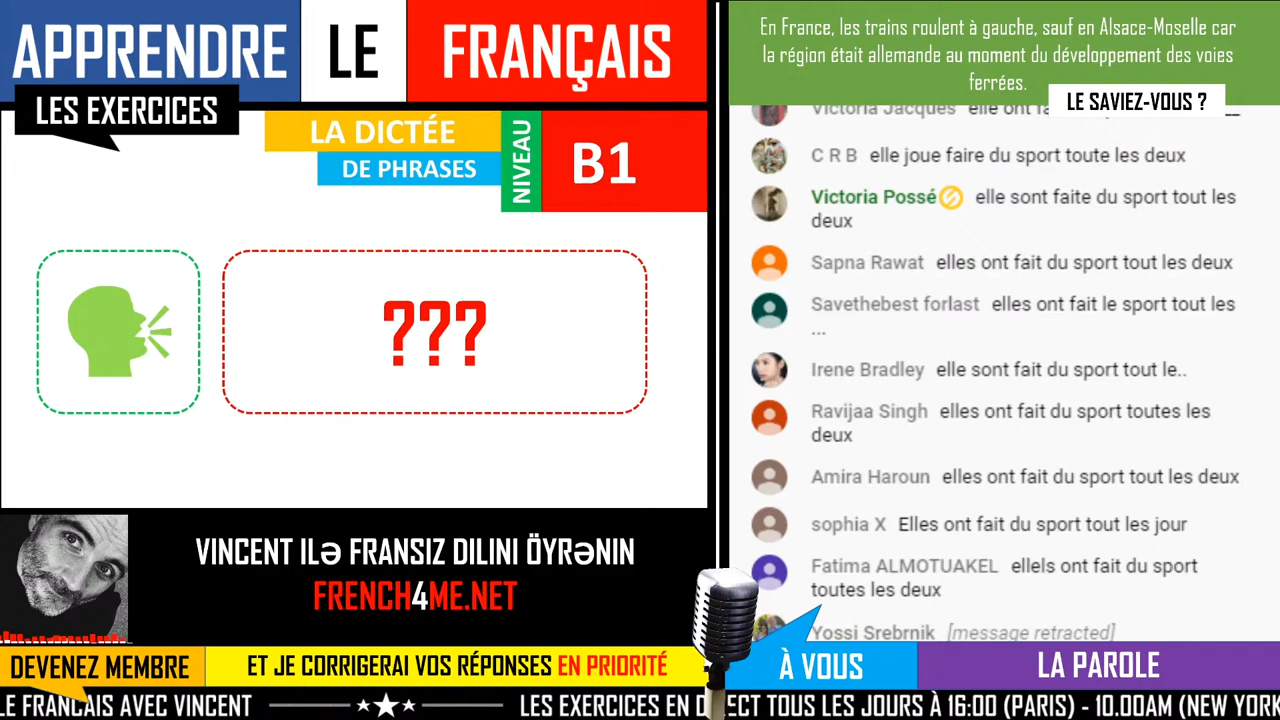 APPRENDRE LE FRANÇAIS
LES EXERCICES
LA DICTÉE
DE PHRASES
NIVEAU
B1
???
VINCENT ILƏ FRANSIZ DILINI ÖYRƏNIN
FRENCH4ME.NET
DEVENEZ MEMBRE
ET JE CORRIGERAI VOS RÉPONSES EN PRIORITÉ
En France, les trains roulent à gauche, sauf en Alsace-Moselle car
la région était allemande au moment du développement des voies
ferrées.
LE SAVIEZ-VOUS ?
Victoria Jacques elle ont
C R B elle joue faire du sport toute les deux
Victoria Possé elle sont faite du sport tout les
deux
Sapna Rawat elles ont fait du sport tout les deux
Savethebest forlast elles ont fait le sport tout les
...
Irene Bradley elle sont fait du sport tout le..
Ravijaa Singh elles ont fait du sport toutes les
deux
Amira Haroun elles ont fait du sport tout les deux
sophia X Elles ont fait du sport tout les jour
Fatima ALMOTUAKEL ellels ont fait du sport
toutes les deux
Yossi Srebrnik [message retracted]
À VOUS
LA PAROLE
LE FRANÇAIS AVEC VINCENT LES EXERCICES EN DIRECT TOUS LES JOURS À 16:00 (PARIS) - 10.00AM (NEW YORK